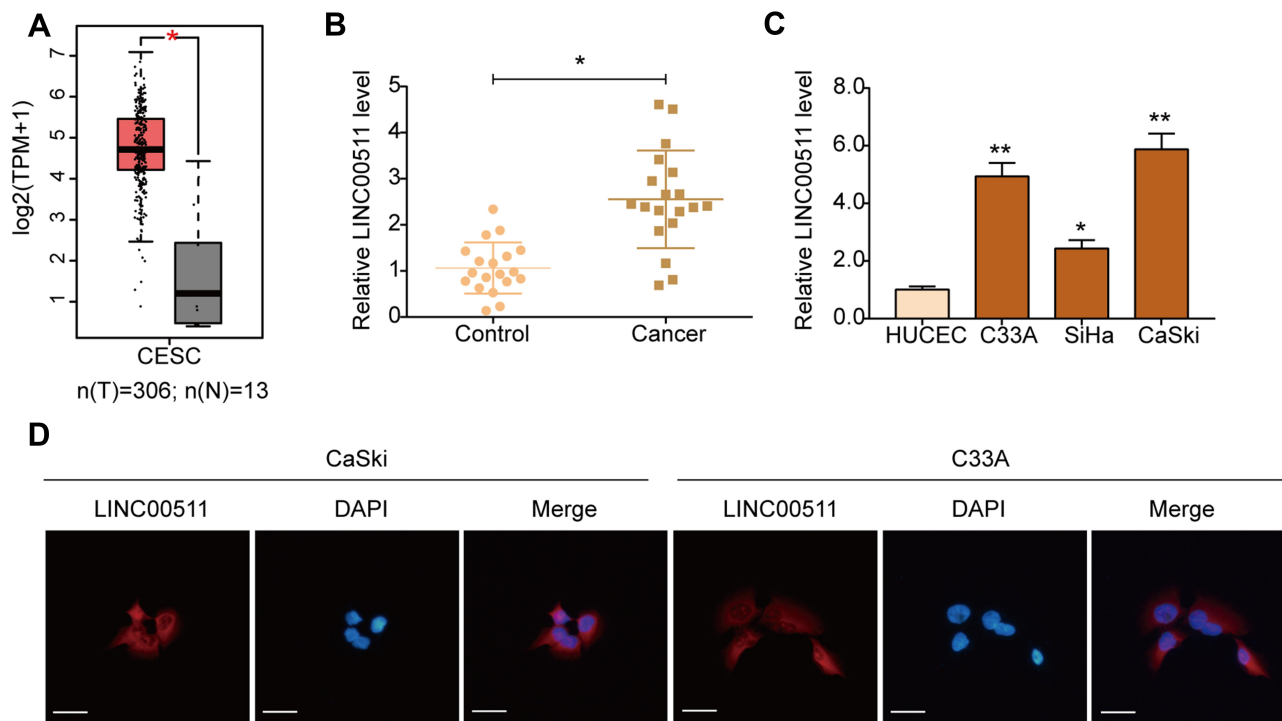 A
log2(TPM+1)
7
6
5
4
3
2
1
*
CESC
n(T)=306; n(N)=13
B
Relative LINC00511 level
5
4
3
2
1
0
*
Control
Cancer
C
Relative LINC00511 level
8.0
6.0
4.0
2.0
0.0
**
*
**
HUCEC C33A SiHa CaSki
D
CaSki
C33A
LINC00511 DAPI Merge LINC00511 DAPI Merge